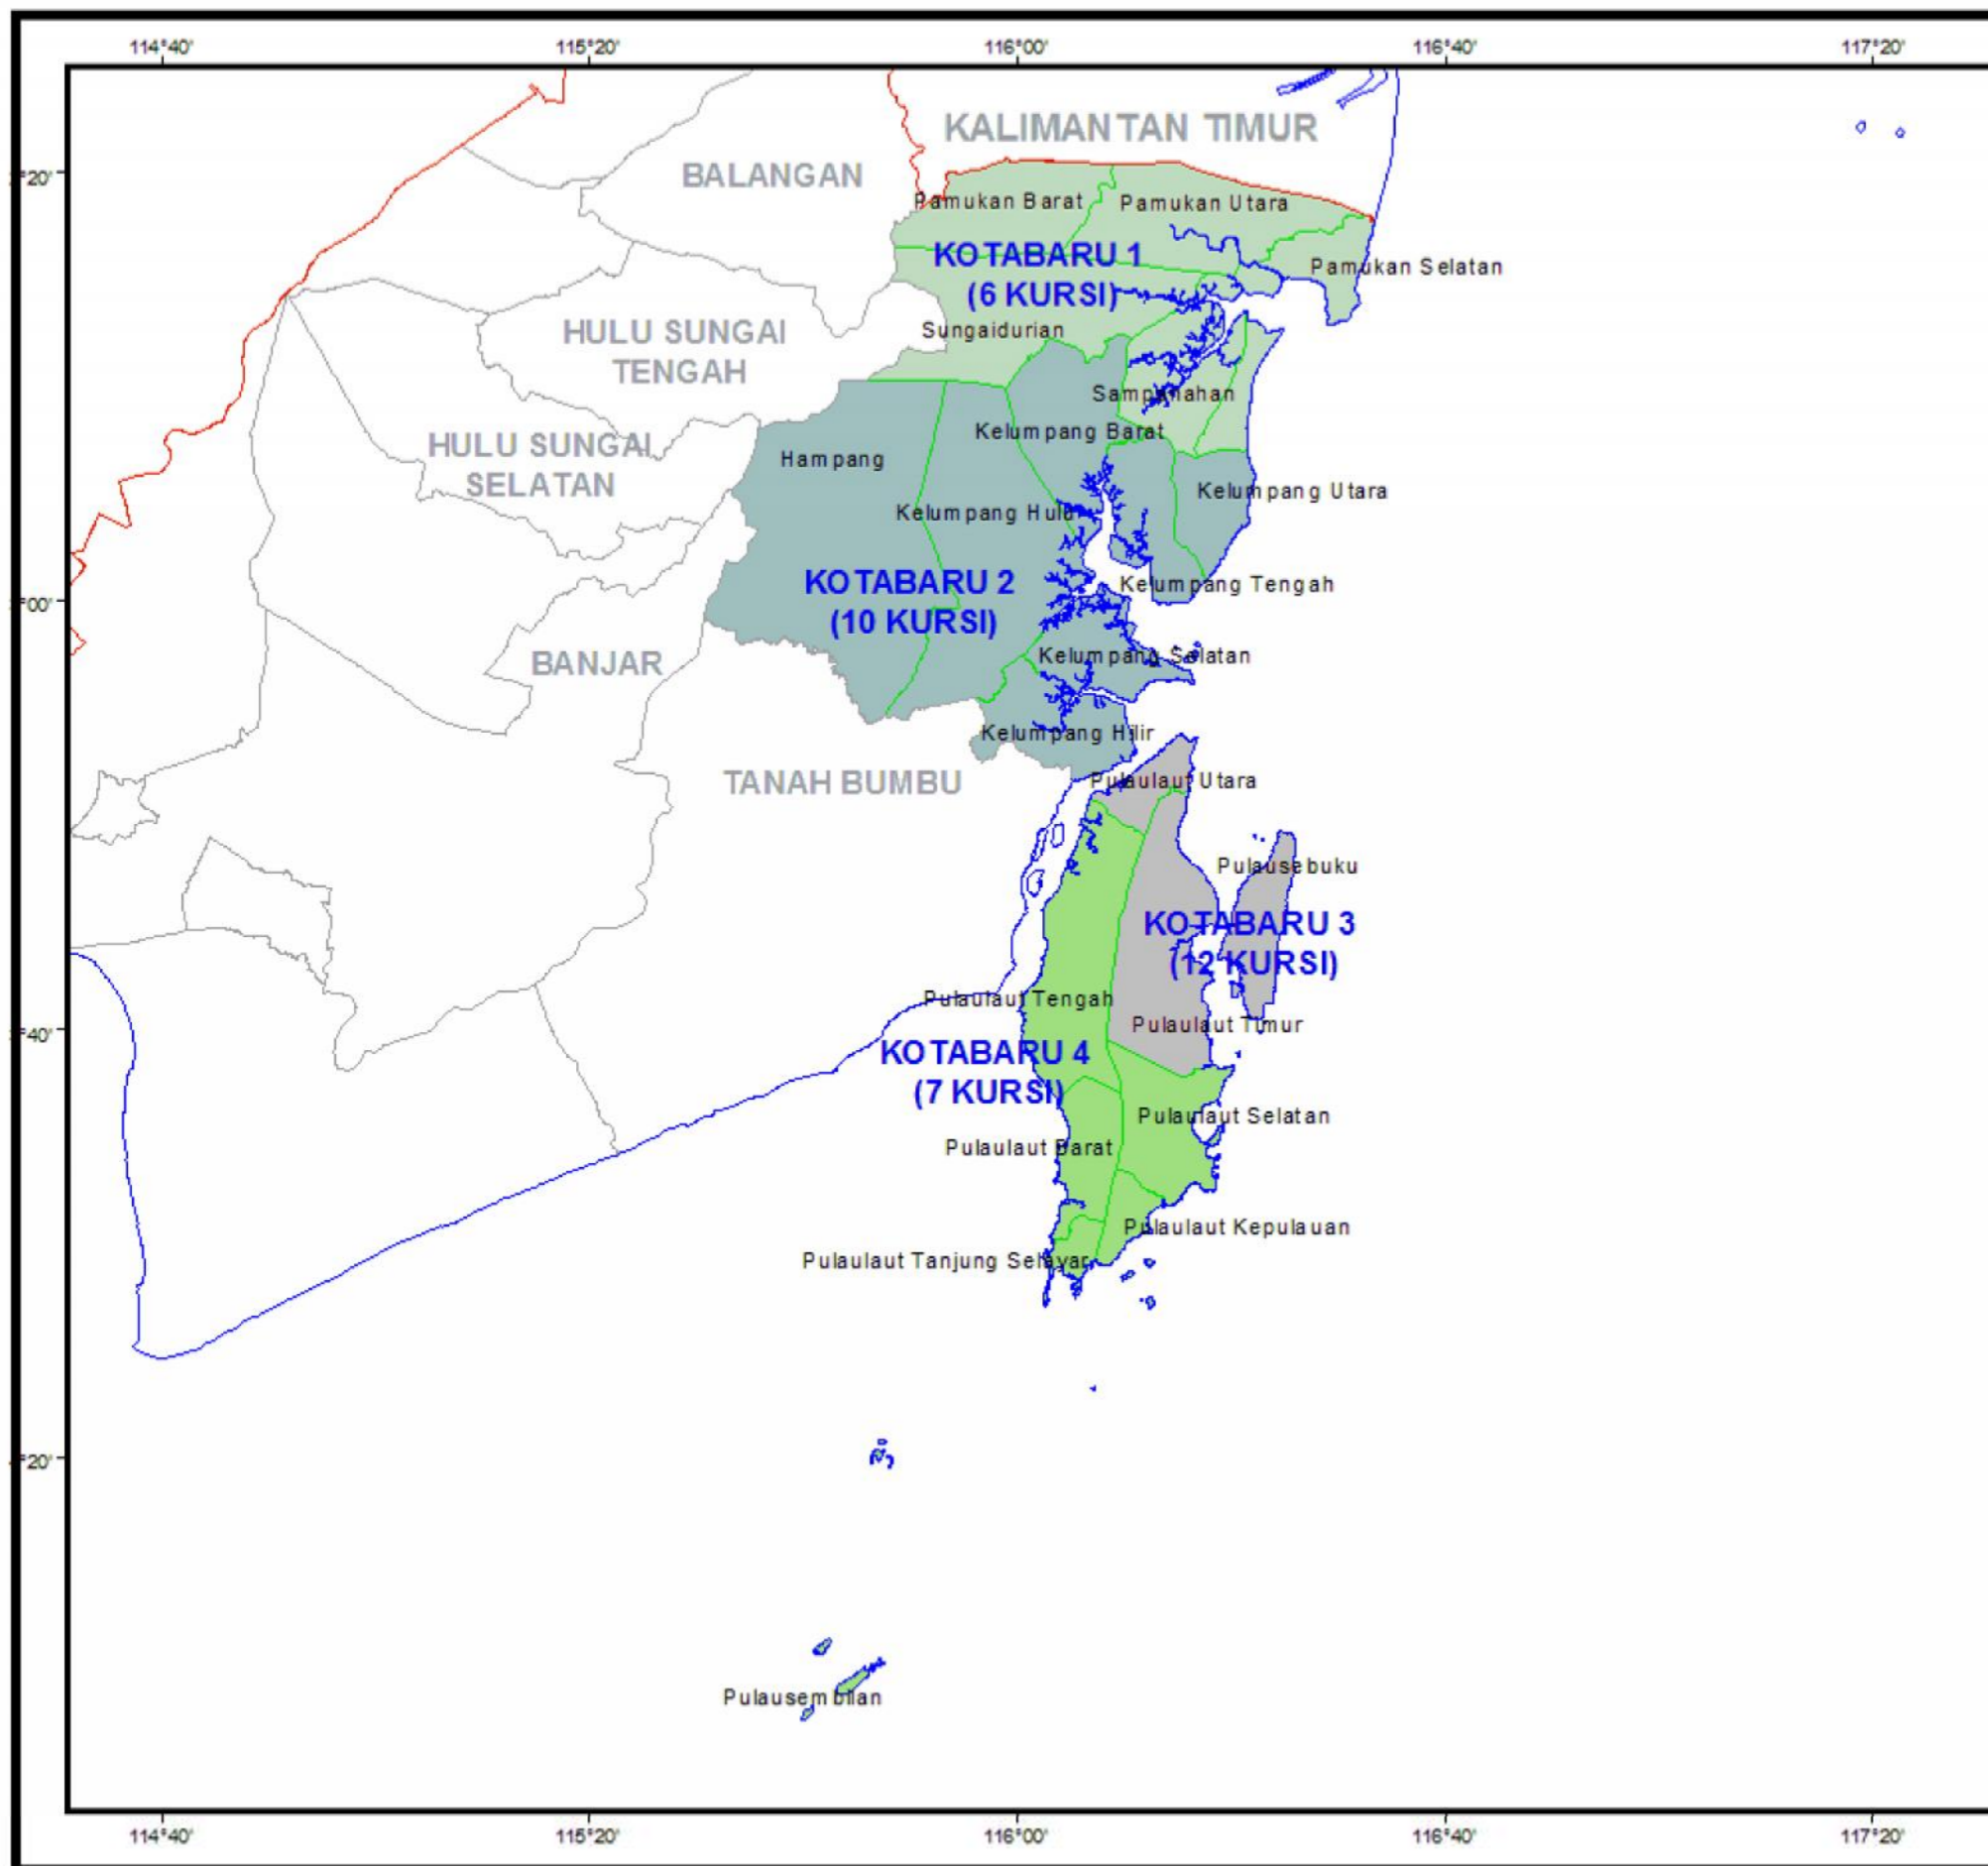 114°40' 115°20' 116°00' 116°40' 117°20'
KALIMANTAN TIMUR
BALANGAN
°20'
Pamukan Barat
Pamukan Utara
KOTABARU 1
(6 KURSI)
Pamukan Selatan
HULU SUNGAI
TENGAH
Sungaidurian
Sampanahan
HULU SUNGAI
SELATAN
Kelumpang Barat
Hampang
Kelumpang Utara
Kelumpang Hulu
KOTABARU 2
(10 KURSI)
Kelumpang Tengah
°00'
BANJAR
Kelumpang Selatan
Kelumpang Hilir
TANAH BUMBU
Pulaulaut Utara
Pulausebuku
KOTABARU 3
(12 KURSI)
Pulaulaut Tengah
Pulaulaut Timur
°40'
KOTABARU 4
(7 KURSI)
Pulaulaut Selatan
Pulaulaut Barat
Pulaulaut Kepulauan
Pulaulaut Tanjung Selayar
°20'
Pulausembilan
114°40' 115°20' 116°00' 116°40' 117°20'